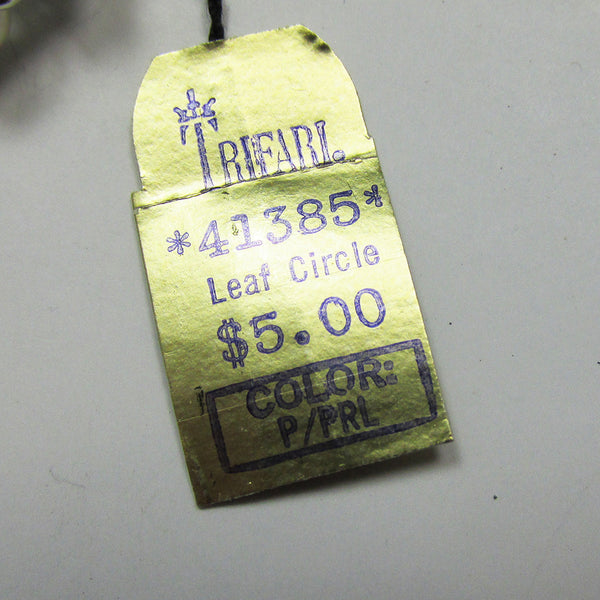 TRIFARI.
*41385*
Leaf Circle
$5.00
COLOR:
P/PRL